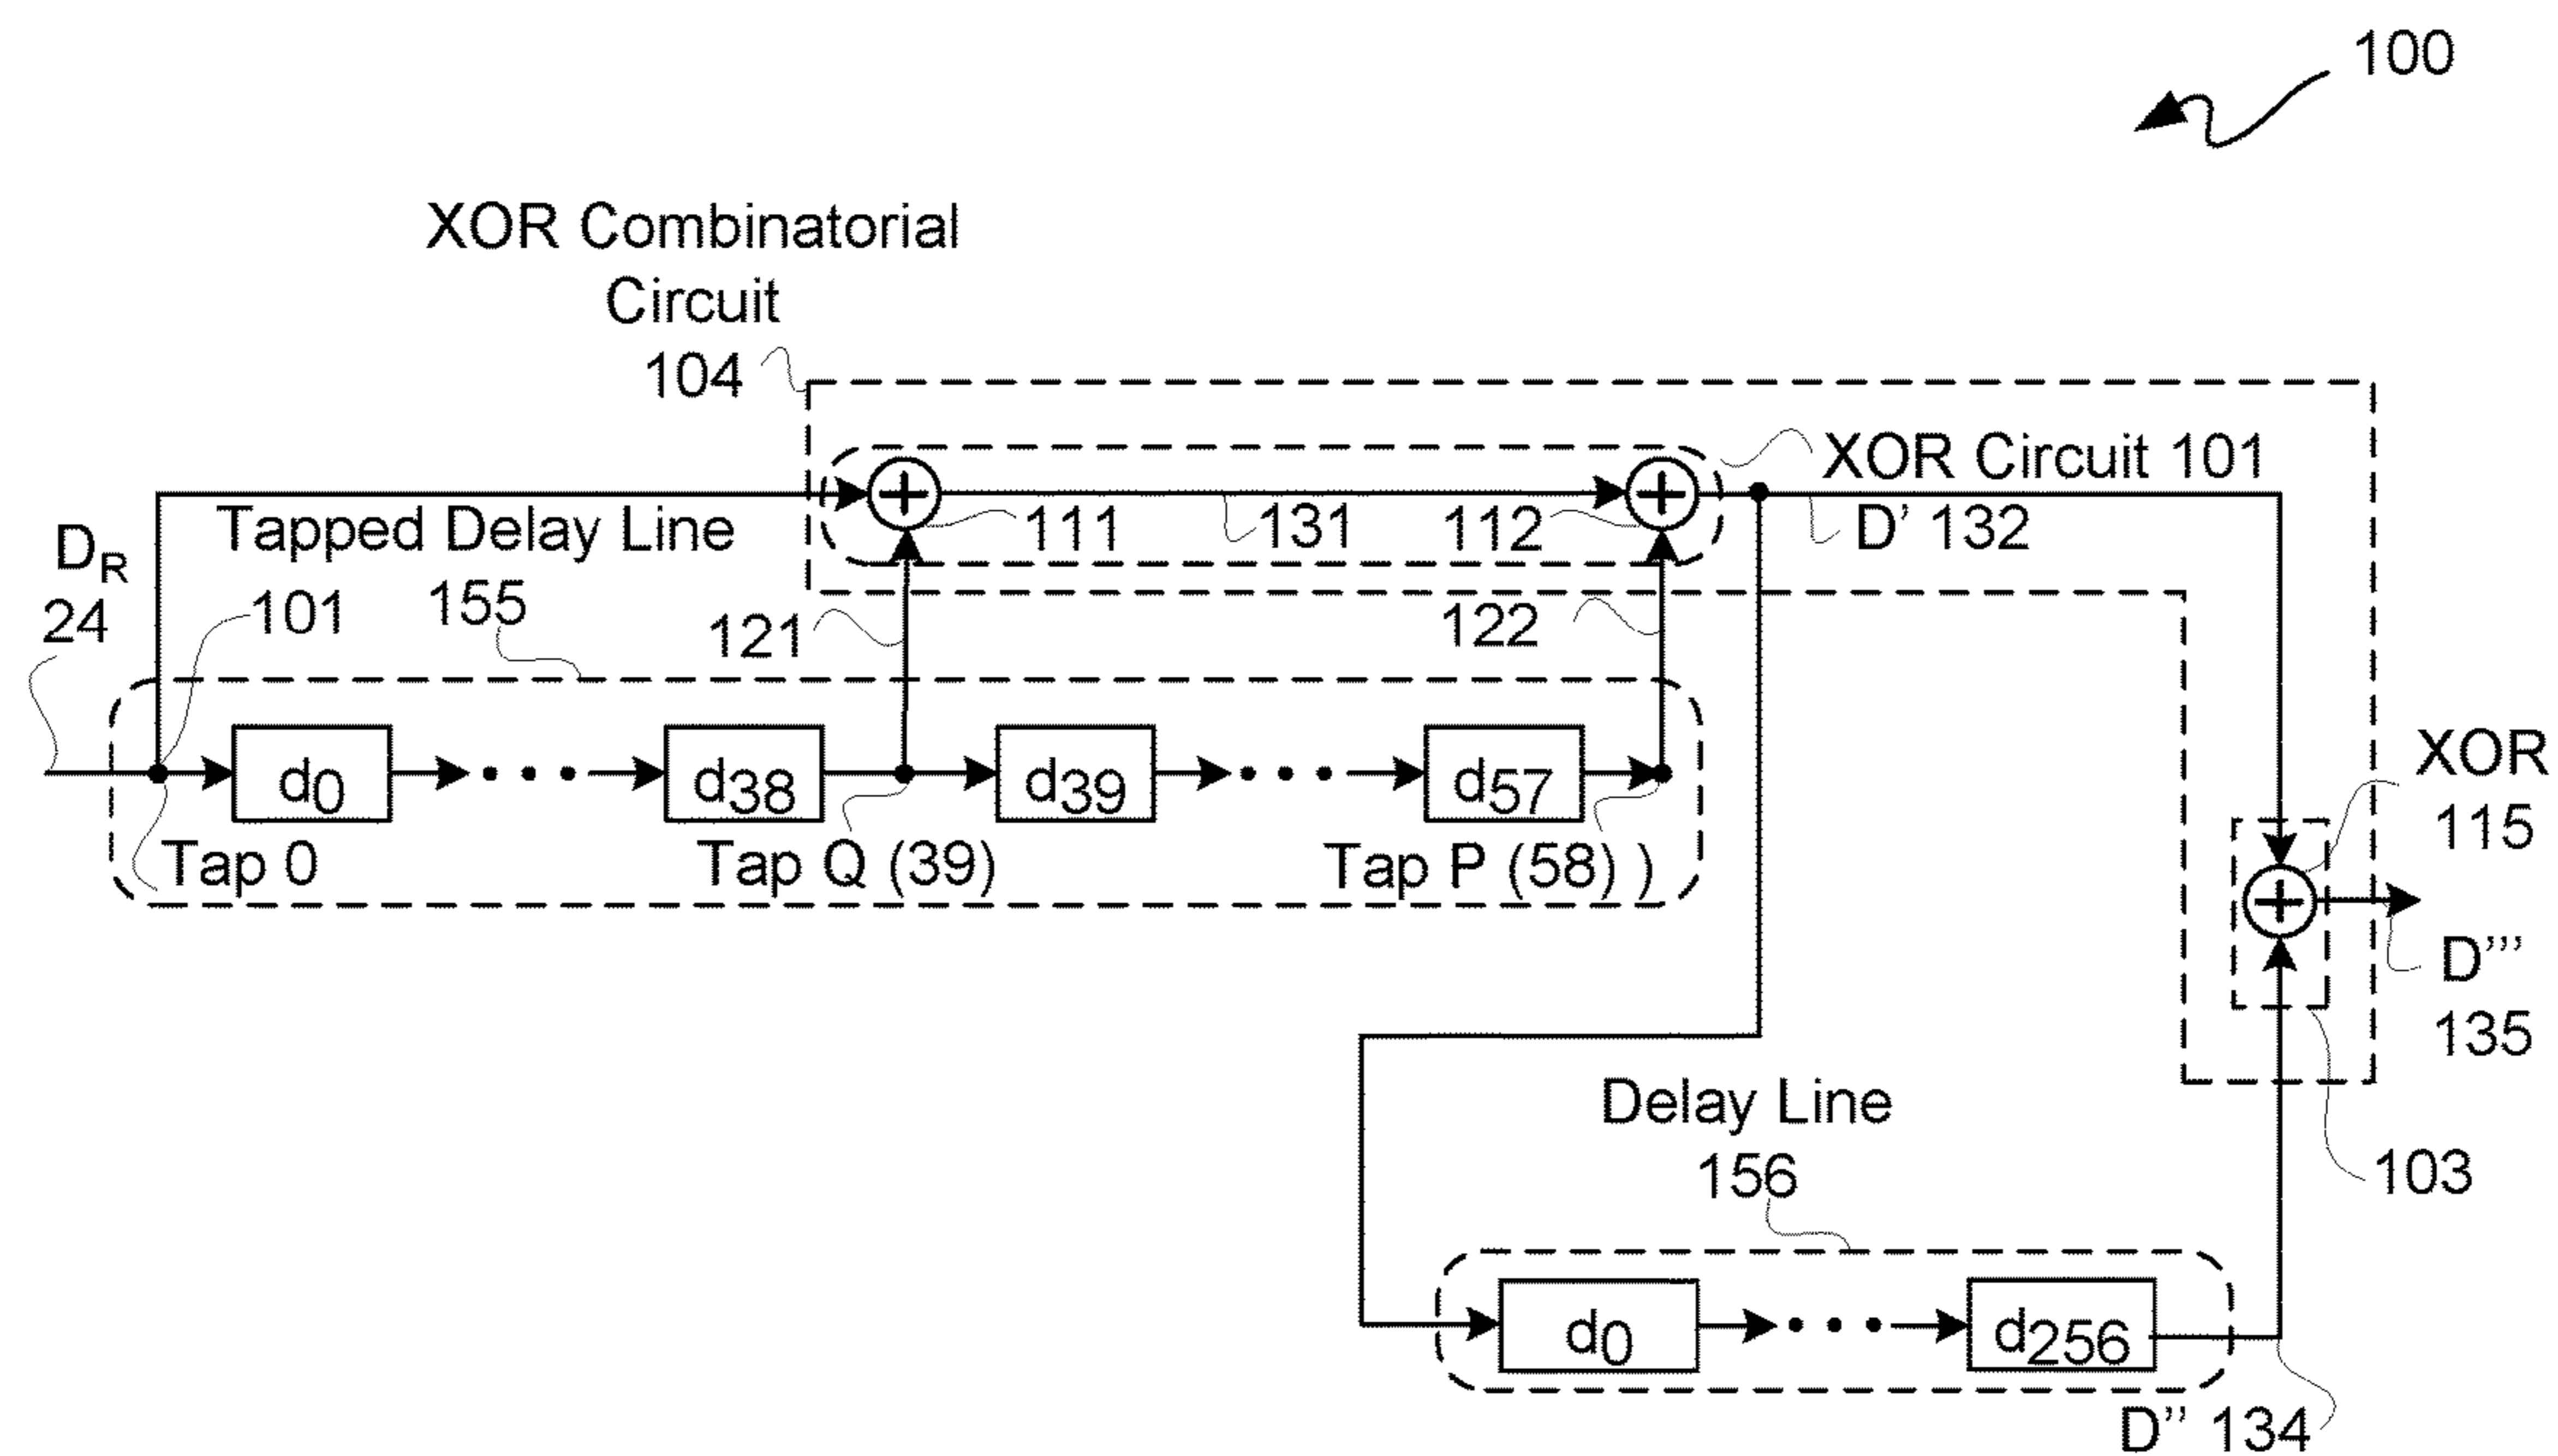 100
XOR Combinatorial
Circuit
104
XOR Circuit 101
Tapped Delay Line
155
111
131
112
D' 132
DR
24
101
121
122
d0
d38
d39
d57
Tap 0
Tap Q (39)
Tap P (58) )
XOR
115
D'''
135
Delay Line
156
103
d0
d256
D'' 134